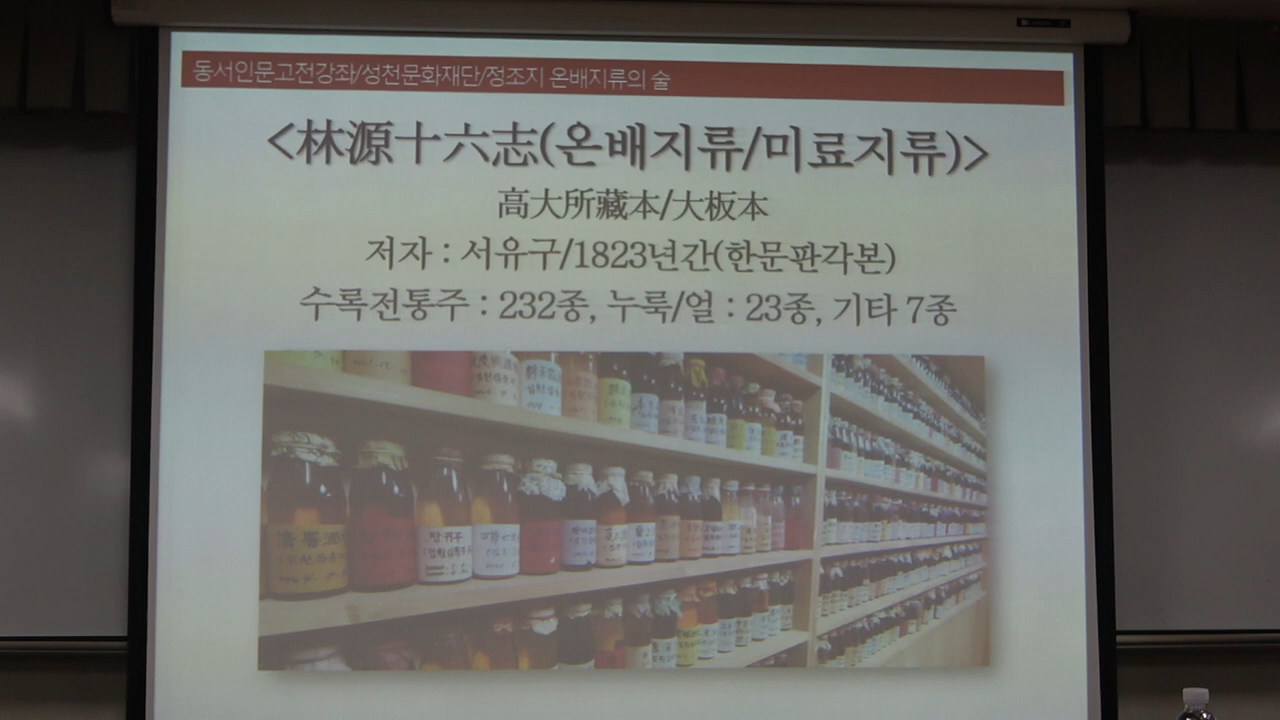 동서인문고전강좌/성천문화재단/정조지 온배지류의 술
<林源十六志(온배지류/미료지류)>
高大所藏本/大板本
저자 : 서유구/1823년간(한문판각본)
수록전통주 : 232종, 누룩/얼 : 23종, 기타 7종